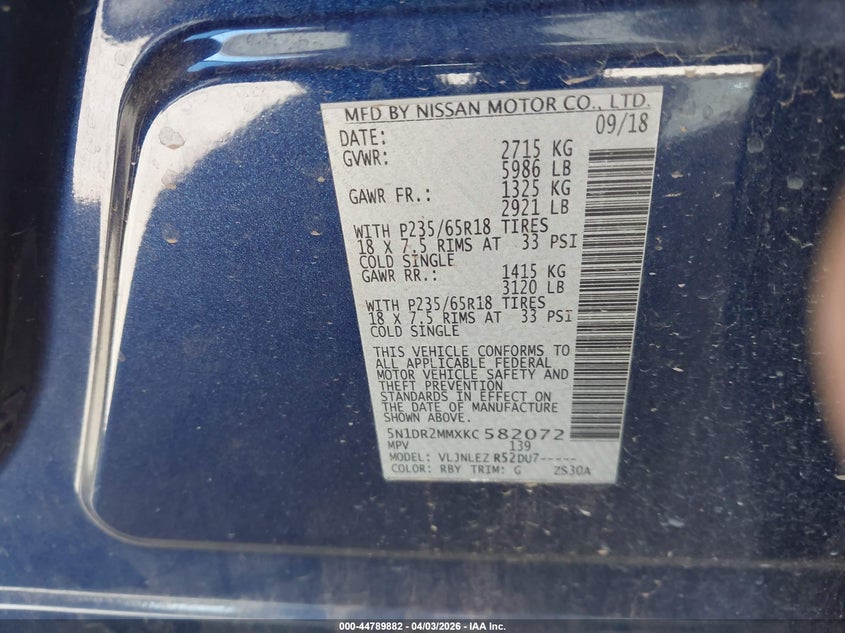 MFD BY NISSAN MOTOR CO., LTD.
DATE: 09/18
GVWR: 2715 KG
5986 LB
GAWR FR.: 1325 KG
2921 LB
WITH P235/65R18 TIRES
18 X 7.5 RIMS AT 33 PSI
COLD SINGLE
GAWR RR.: 1415 KG
3120 LB
WITH P235/65R18 TIRES
18 X 7.5 RIMS AT 33 PSI
COLD SINGLE
THIS VEHICLE CONFORMS TO
ALL APPLICABLE FEDERAL
MOTOR VEHICLE SAFETY AND
THEFT PREVENTION
STANDARDS IN EFFECT ON
THE DATE OF MANUFACTURE
SHOWN ABOVE.
5N1DR2MMXKC582072
MPV 139
MODEL: VLJNLEZ R52DU7-----
COLOR: RBY TRIM: G ZS30A
000-44789882 - 04/03/2026 - IAA Inc.